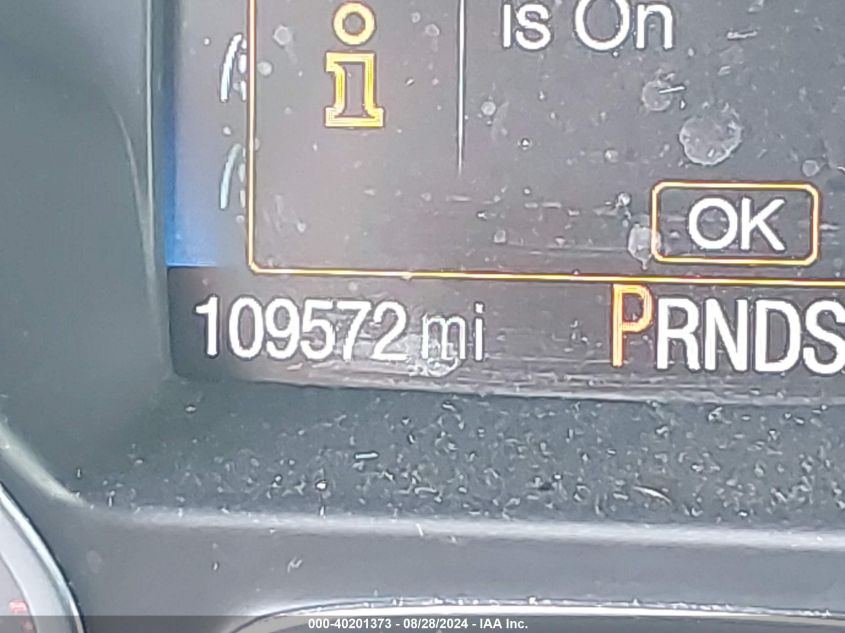 i
is On
OK
109572 mi
PRNDS
000-40201373 - 08/28/2024 - IAA Inc.